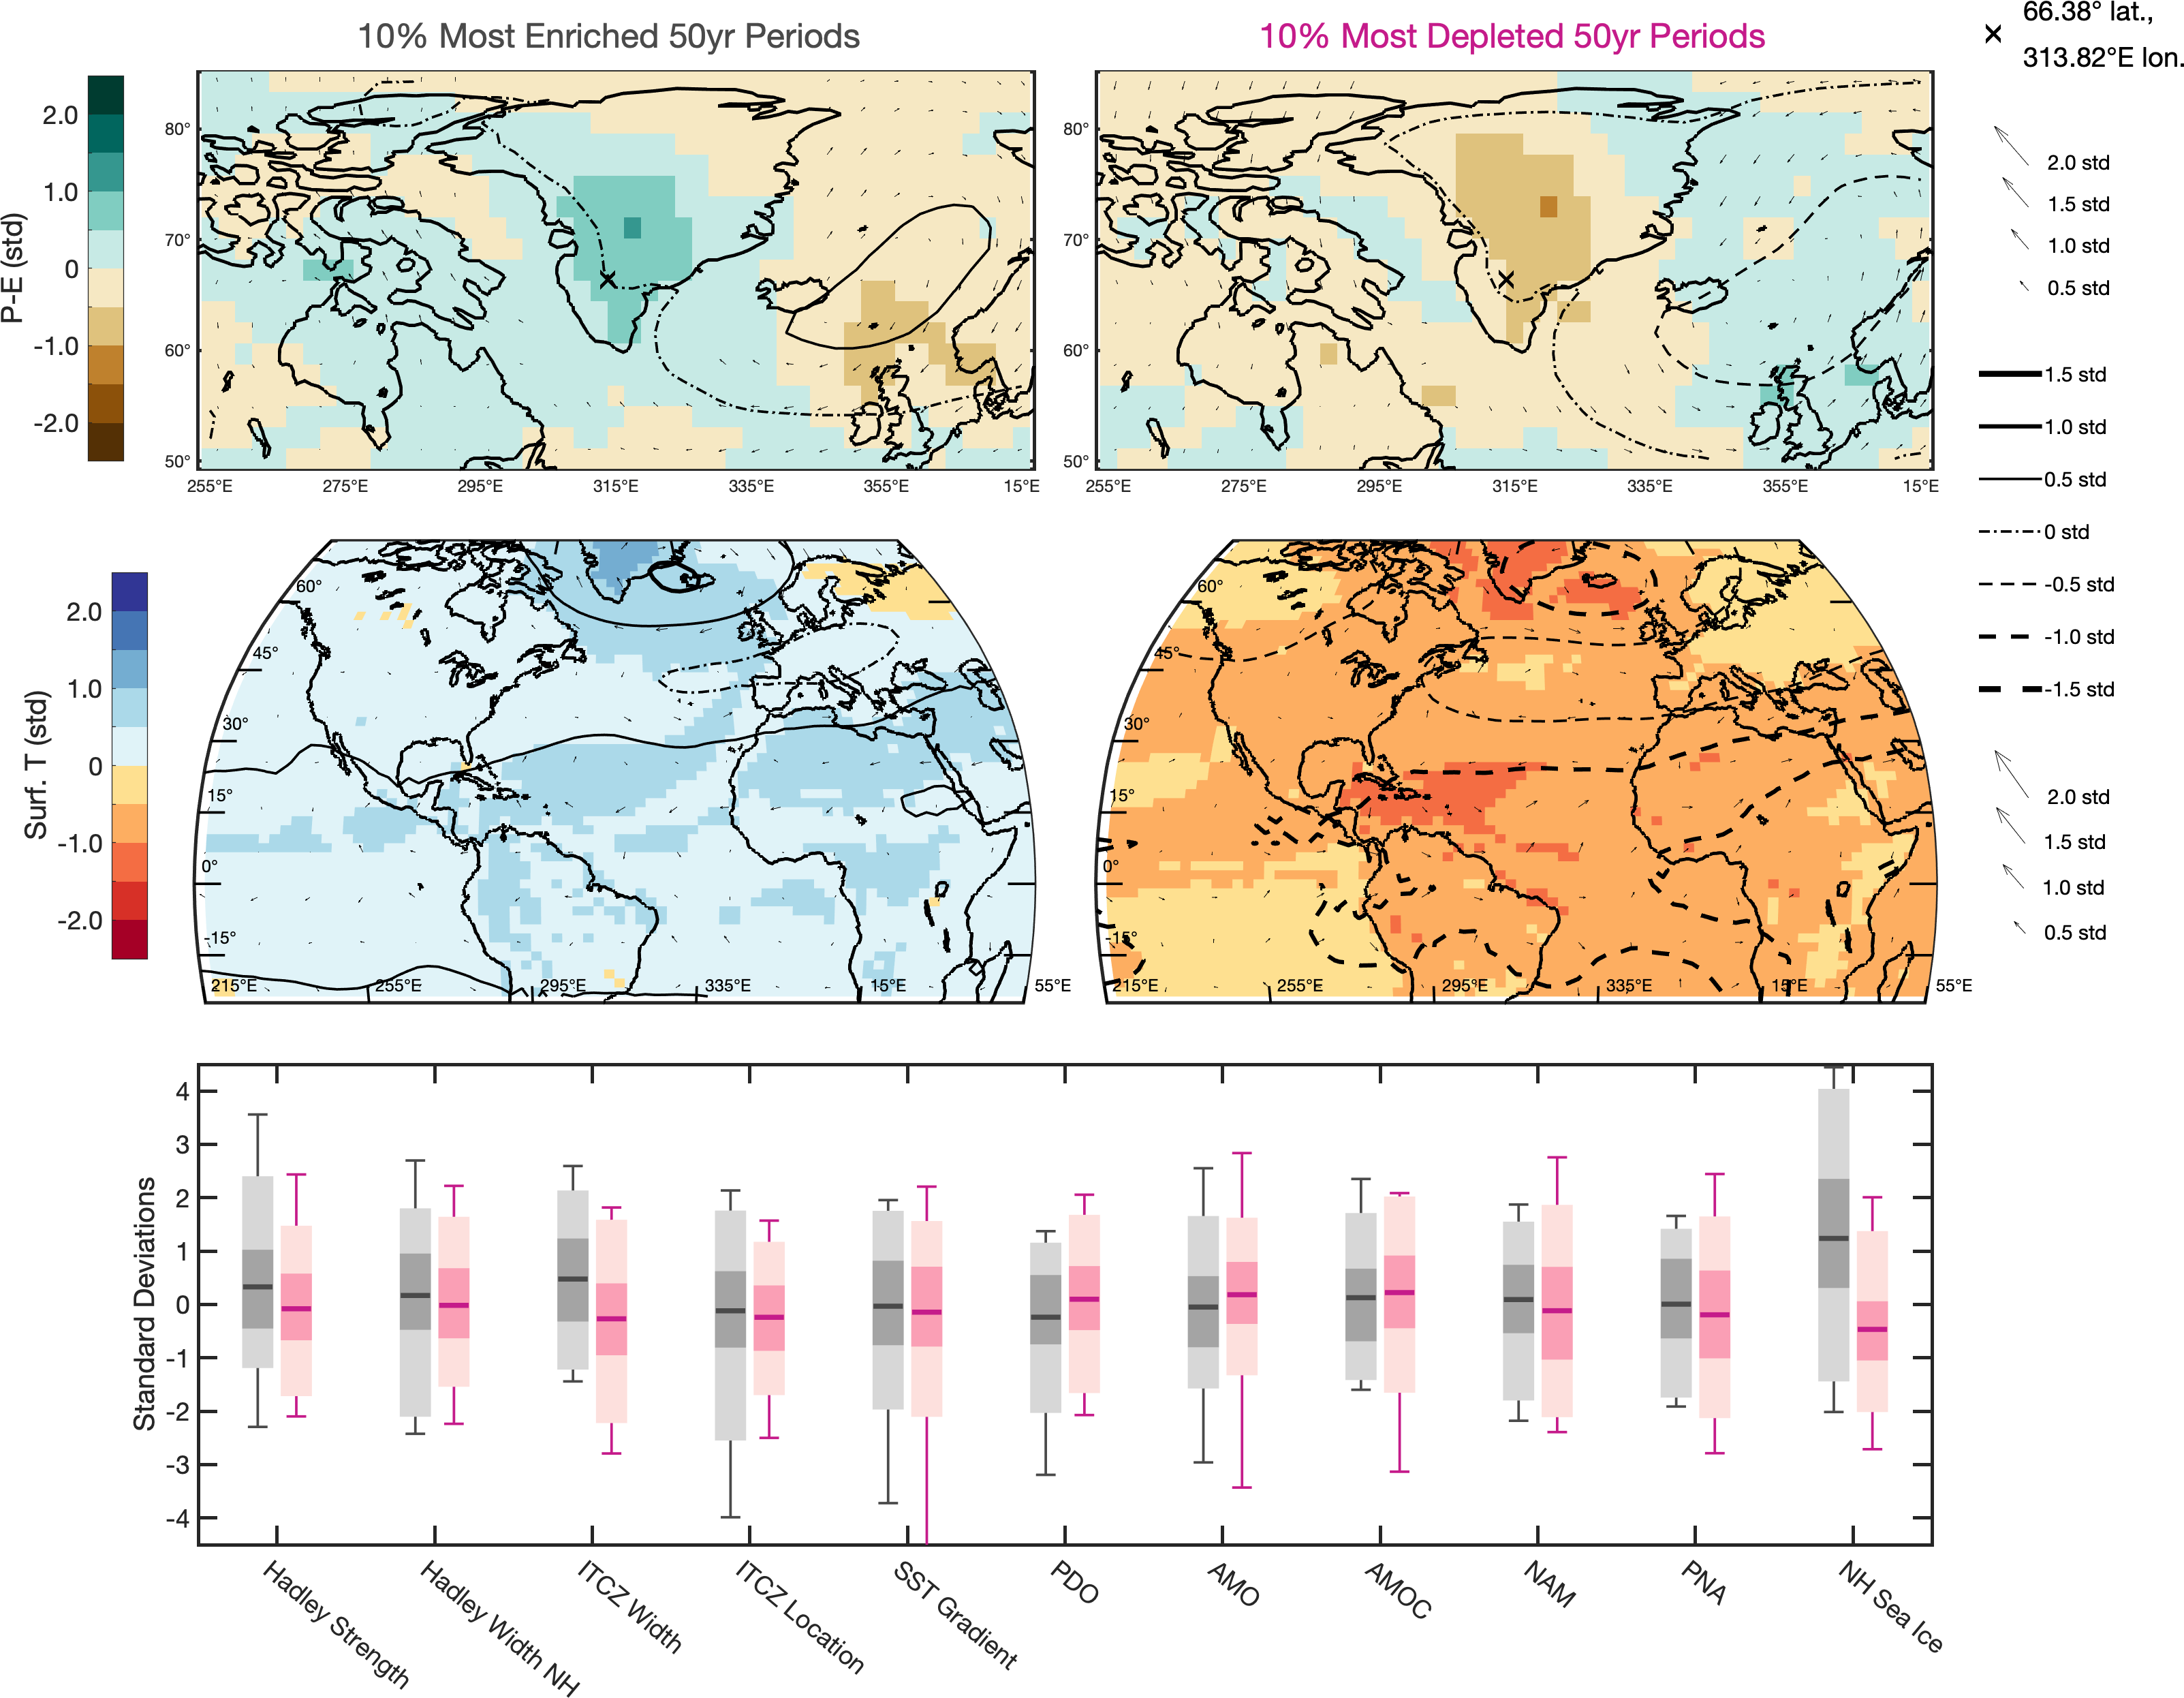 10% Most Enriched 50yr Periods
10% Most Depleted 50yr Periods
66.38° lat.,
313.82°E lon.
P-E (std)
2.0
1.0
0
-1.0
-2.0
80°
70°
60°
50°
255°E 275°E 295°E 315°E 335°E 355°E 15°E
80°
70°
60°
50°
255°E 275°E 295°E 315°E 335°E 355°E 15°E
2.0 std
1.5 std
1.0 std
0.5 std
1.5 std
1.0 std
0.5 std
0 std
-0.5 std
-1.0 std
-1.5 std
Surf. T (std)
2.0
1.0
0
-1.0
-2.0
60°
45°
30°
15°
0°
-15°
215°E 255°E 295°E 335°E 15°E 55°E
60°
45°
30°
15°
0°
-15°
215°E 255°E 295°E 335°E 15°E 55°E
2.0 std
1.5 std
1.0 std
0.5 std
Standard Deviations
4
3
2
1
0
-1
-2
-3
-4
Hadley Strength
Hadley Width NH
ITCZ Width
ITCZ Location
SST Gradient
PDO
AMO
AMOC
NAM
PNA
NH Sea Ice